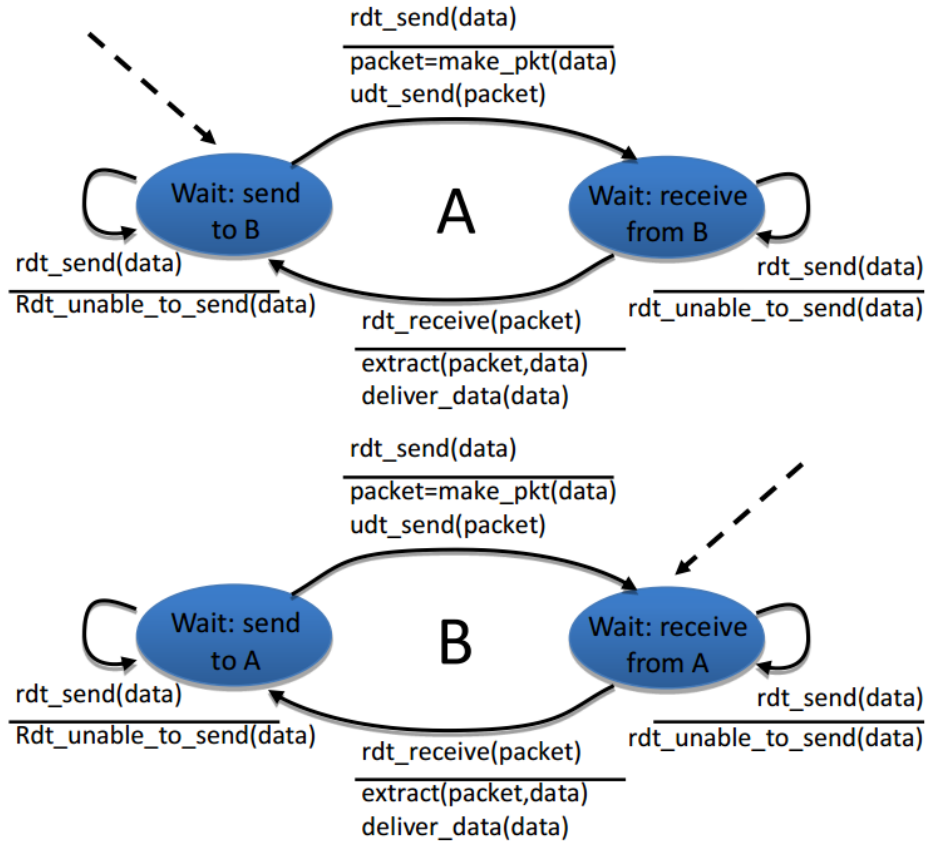 rdt_send(data)
packet=make_pkt(data)
udt_send(packet)
Wait: send
to B
A
Wait: receive
from B
rdt_send(data)
Rdt_unable_to_send(data)
rdt_send(data)
rdt_unable_to_send(data)
rdt_receive(packet)
extract(packet,data)
deliver_data(data)
rdt_send(data)
packet=make_pkt(data)
udt_send(packet)
Wait: send
to A
B
Wait: receive
from A
rdt_send(data)
Rdt_unable_to_send(data)
rdt_send(data)
rdt_unable_to_send(data)
rdt_receive(packet)
extract(packet,data)
deliver_data(data)